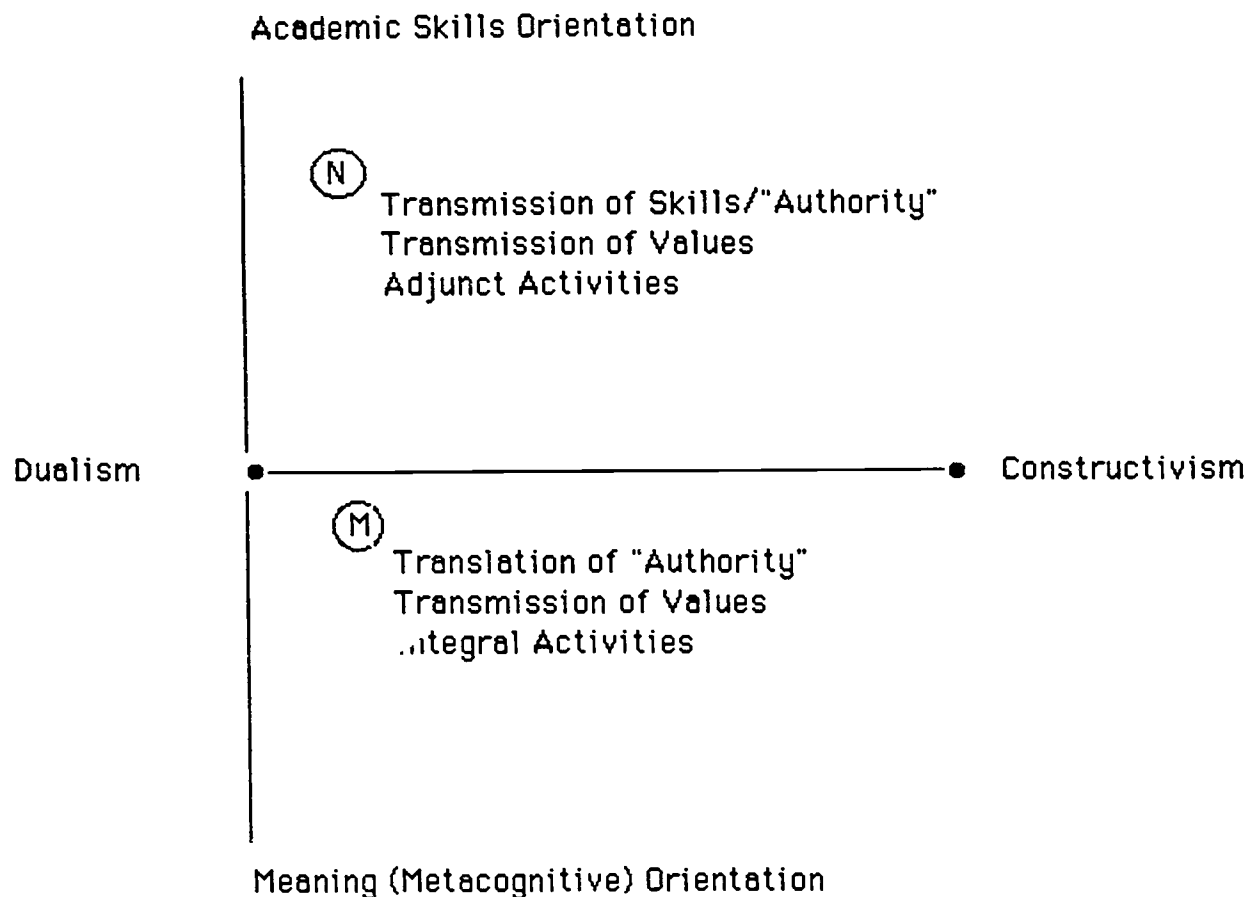 Academic Skills Orientation
N
Transmission of Skills/"Authority"
Transmission of Values
Adjunct Activities
Dualism
Constructivism
M
Translation of "Authority"
Transmission of Values
Activities
Meaning (Metacognitive) Orientation